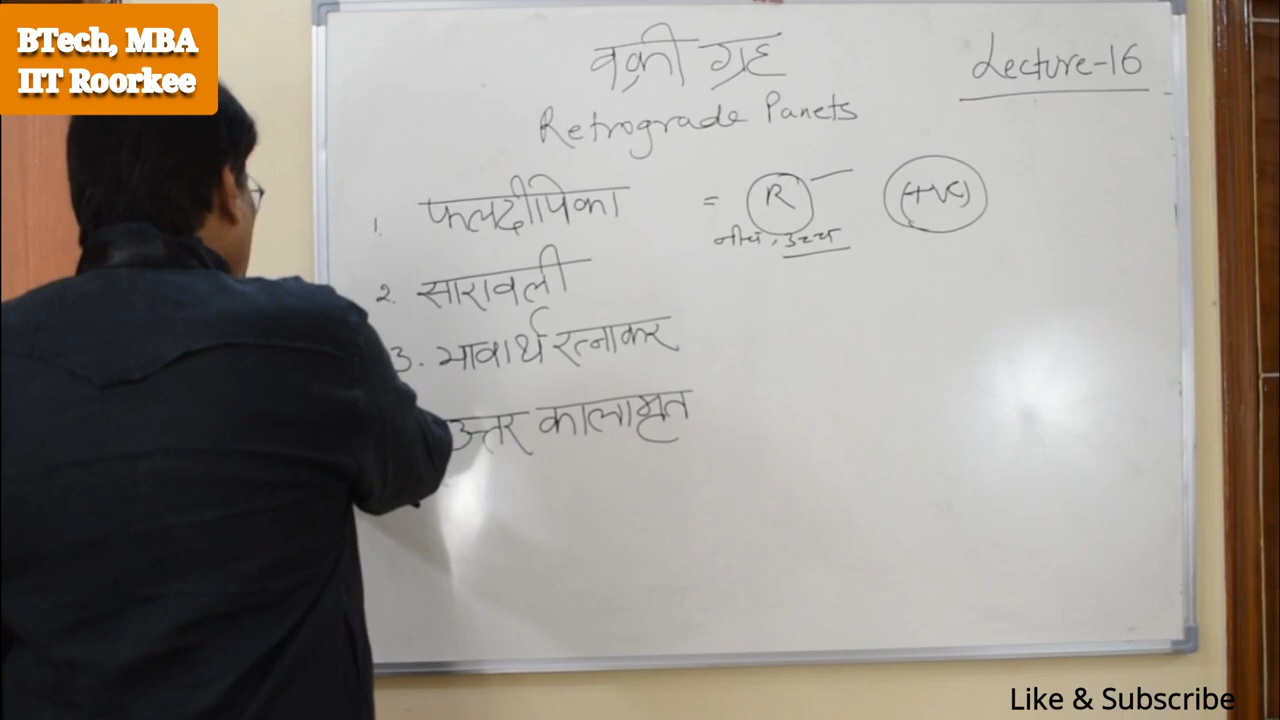 BTech, MBA
IIT Roorkee
वक्री ग्रह
Lecture-16
Retrograde Panets
1. फलदीपिका = R (+ve)
नीच, उच्च
2. सारावली
3. भावार्थ रत्नाकर
उत्तर कालामृत
Like & Subscribe